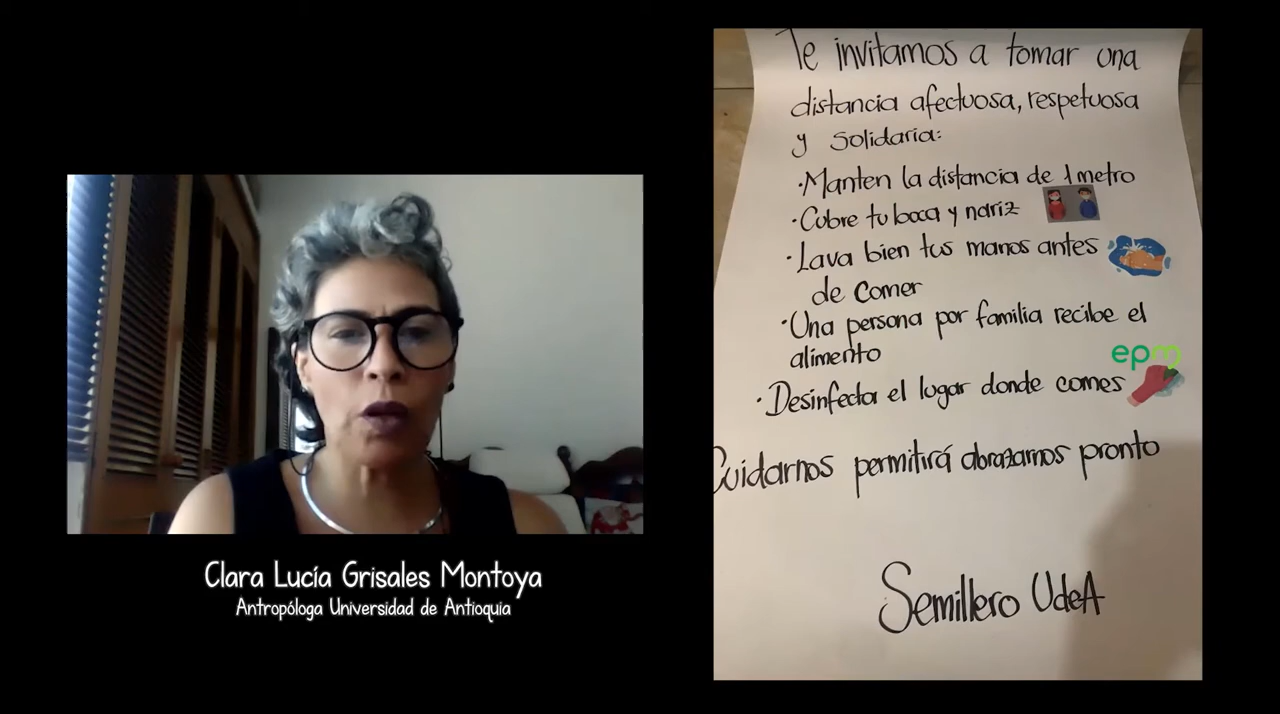 Clara Lucía Grisales Montoya
Antropóloga Universidad de Antioquia
Te invitamos a tomar una
distancia afectuosa, respetuosa
y solidaria:
·Manten la distancia de 1 metro
·Cubre tu boca y nariz
·Lava bien tus manos antes
de comer
·Una persona por familia recibe el
alimento
epm
·Desinfecta el lugar donde comes
Cuidarnos permitirá abrazarnos pronto
Semillero UdeA